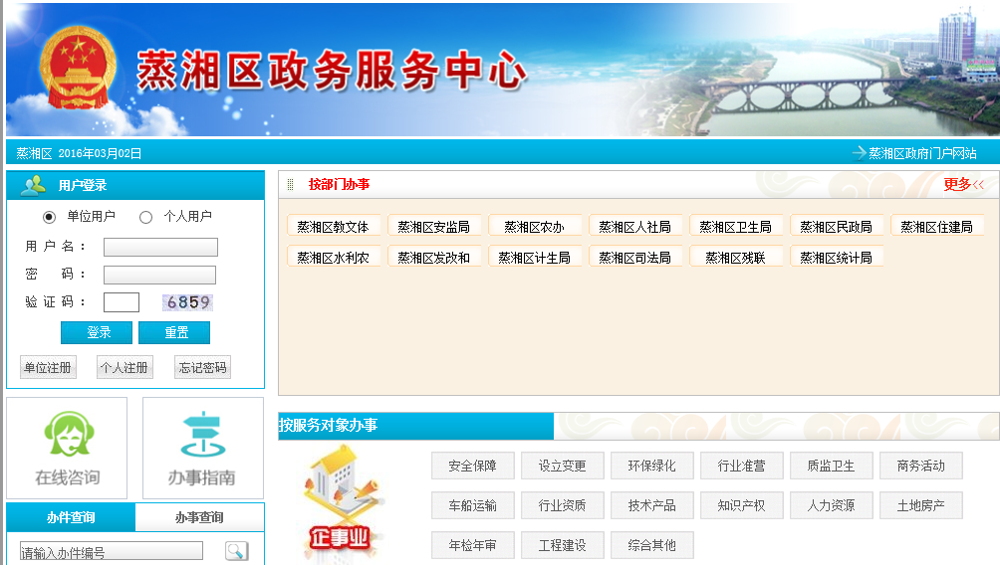 蒸湘区政务服务中心
蒸湘区 2016年03月02日
蒸湘区政府门户网站
用户登录
单位用户 个人用户
用户名：
密 码：
验证码： 6859
登录 重置
单位注册 个人注册 忘记密码
在线咨询 办事指南
办件查询 办事查询
请输入办件编号
按部门办事 更多<<
蒸湘区教文体 蒸湘区安监局 蒸湘区农办 蒸湘区人社局 蒸湘区卫生局 蒸湘区民政局 蒸湘区住建局
蒸湘区水利农 蒸湘区发改和 蒸湘区计生局 蒸湘区司法局 蒸湘区残联 蒸湘区统计局
按服务对象办事
企事业
安全保障 设立变更 环保绿化 行业准营 质监卫生 商务活动
车船运输 行业资质 技术产品 知识产权 人力资源 土地房产
年检年审 工程建设 综合其他